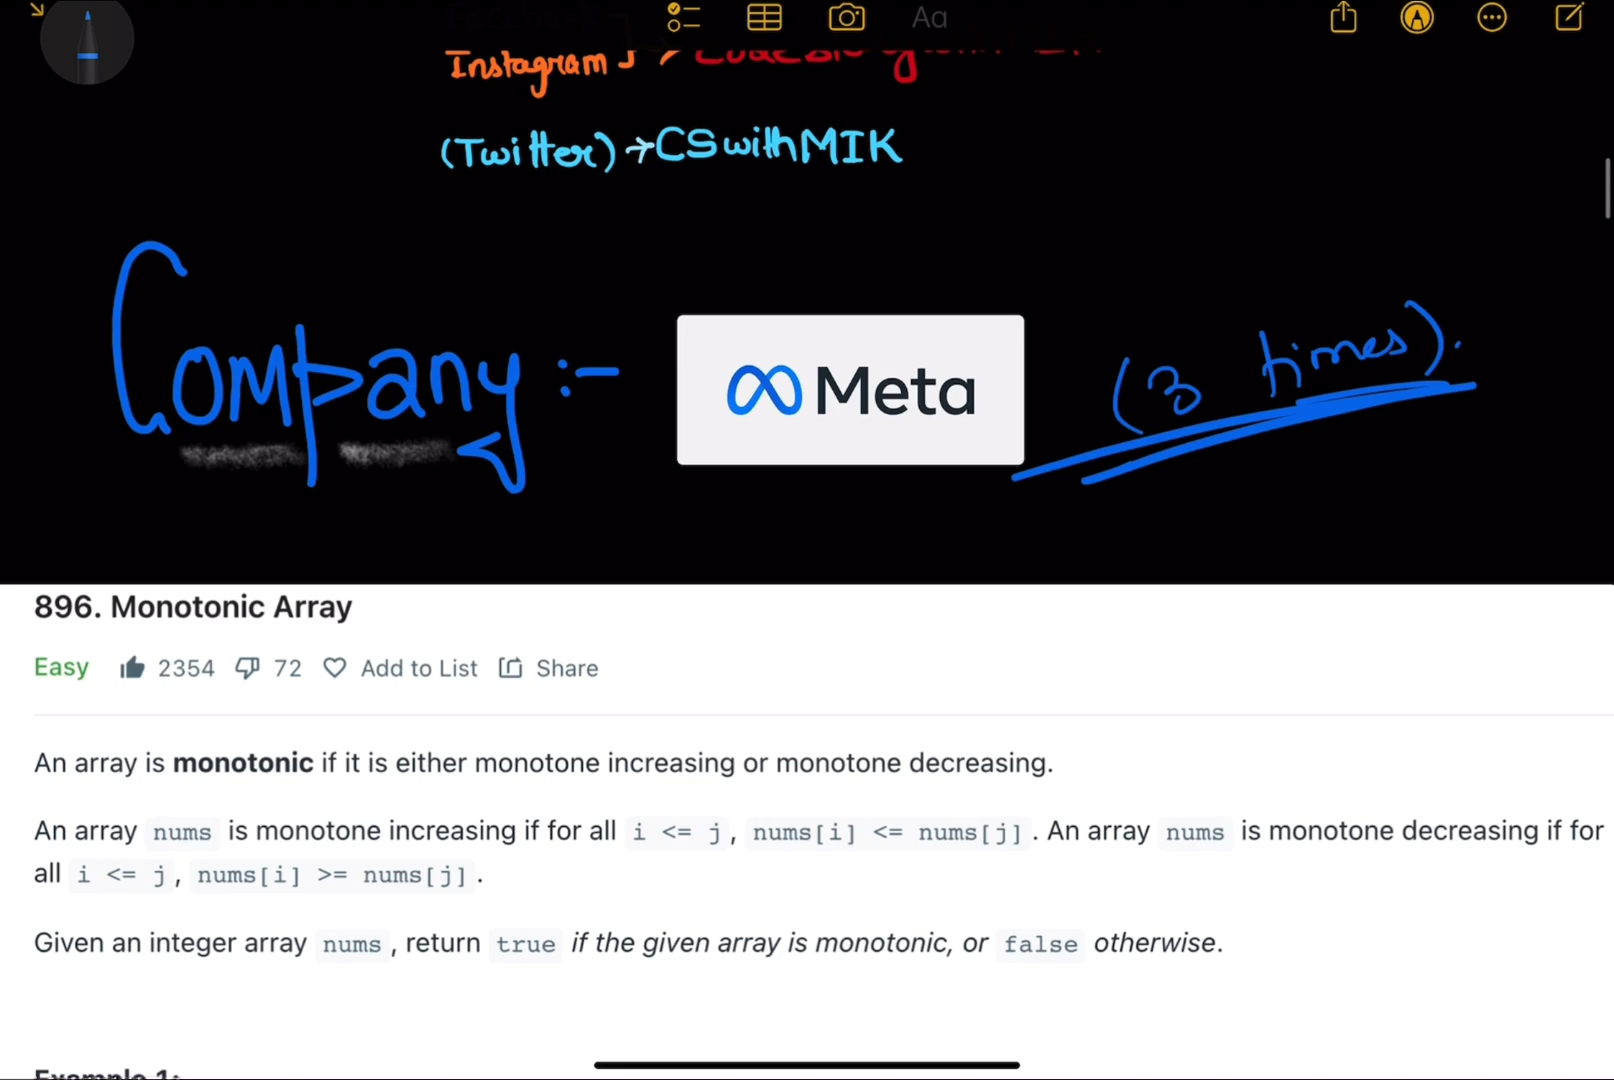 Aa
Instagram
(Twitter) → CSwithMIK
Company :-
Meta
(3 times).
896. Monotonic Array
Easy 2354 72 Add to List Share
An array is monotonic if it is either monotone increasing or monotone decreasing.
An array nums is monotone increasing if for all i <= j, nums[i] <= nums[j]. An array nums is monotone decreasing if for
all i <= j, nums[i] >= nums[j].
Given an integer array nums, return true if the given array is monotonic, or false otherwise.
Example 1: